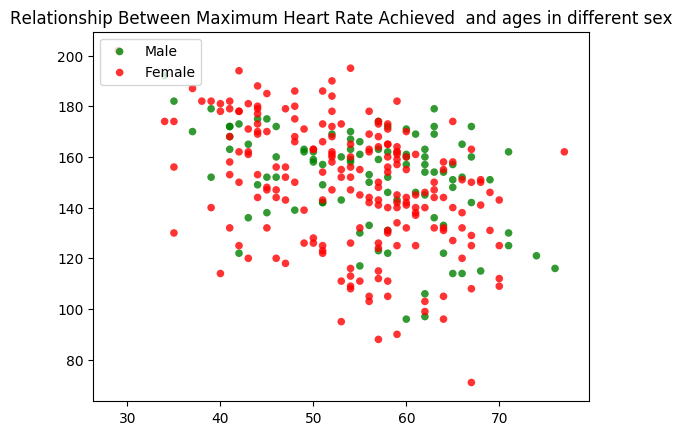 Relationship Between Maximum Heart Rate Achieved  and ages in different sex
200
180
160
140
120
100
80
30 40 50 60 70
Male
Female